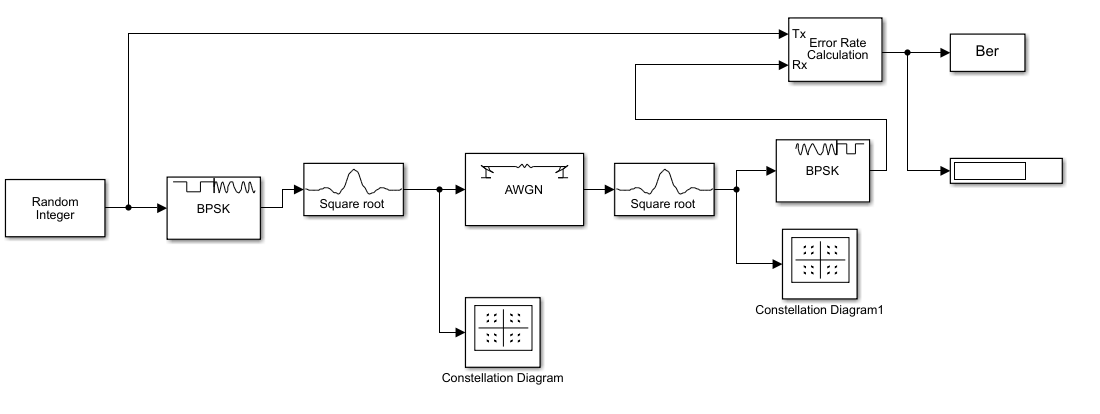 Tx
Error Rate
Calculation
Rx
Ber
Random
Integer
BPSK
Square root
AWGN
Square root
BPSK
Constellation Diagram1
Constellation Diagram